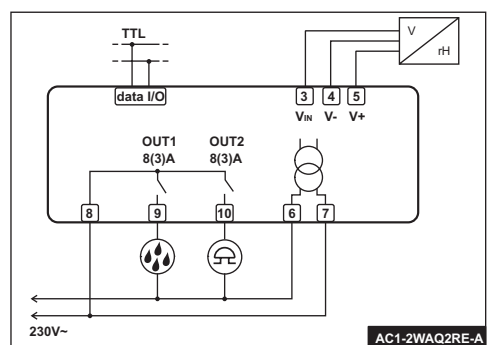 TTL
V
rH
data I/O
3 4 5
VIN V- V+
OUT1 OUT2
8(3)A 8(3)A
8 9 10 6 7
230V~
AC1-2WAQ2RE-A